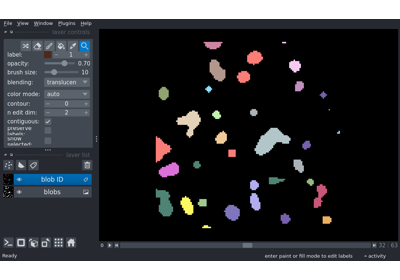 File View Window Plugins Help
layer controls
label: 1
opacity: 0.70
brush size: 10
blending: translucen
color mode: auto
contour: 0
n edit dim: 2
contiguous:
preserve labels:
show selected:
layer list
blob ID
blobs
0 32 63
Ready enter paint or fill mode to edit labels activity